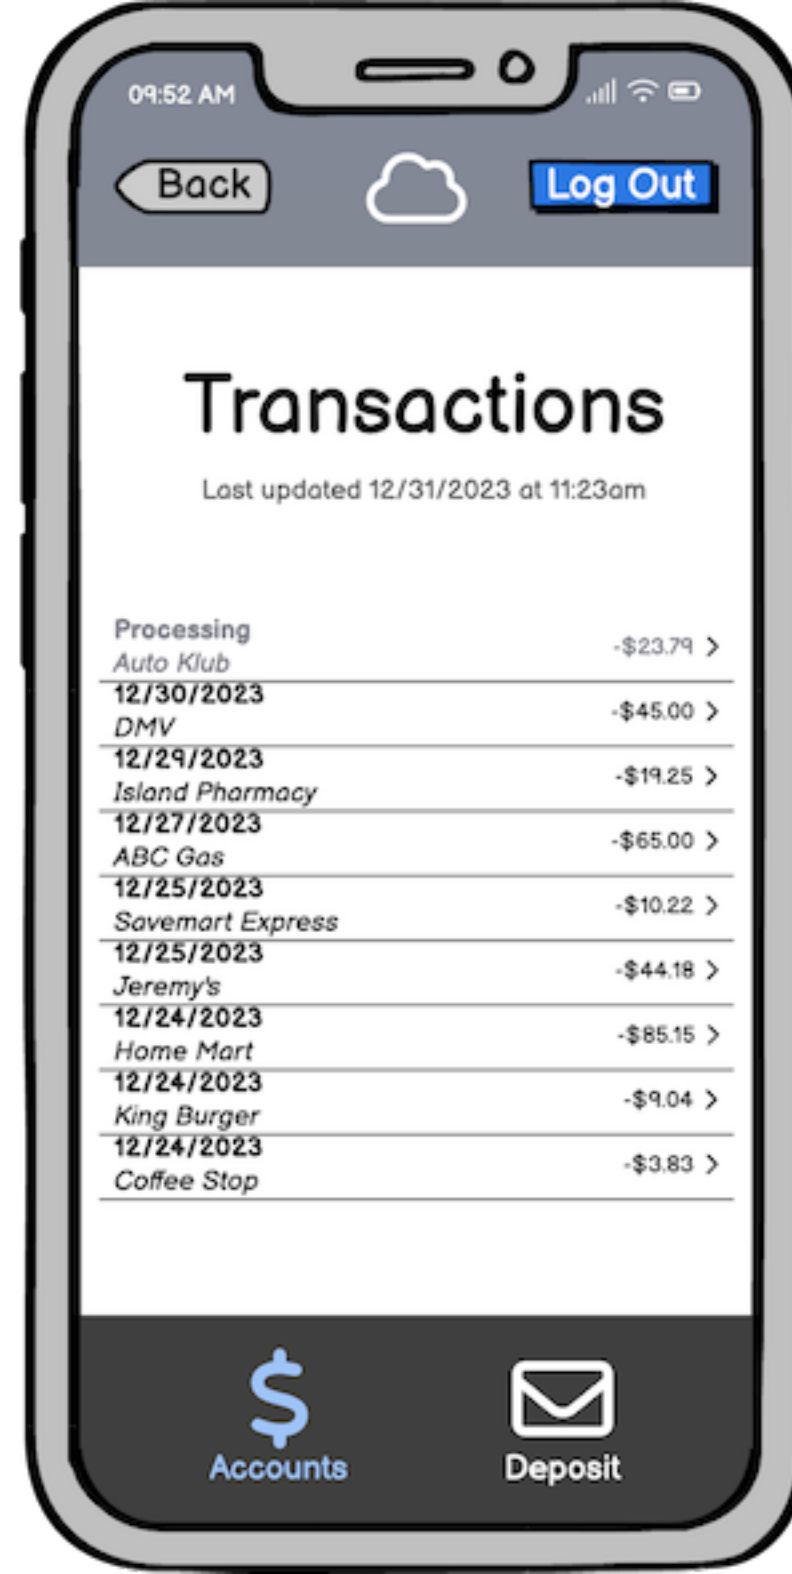 09:52 AM
Back
Log Out
Transactions
Last updated 12/31/2023 at 11:23am
Processing
Auto Klub
-$23.79
12/30/2023
DMV
-$45.00
12/29/2023
Island Pharmacy
-$19.25
12/27/2023
ABC Gas
-$65.00
12/25/2023
Savemart Express
-$10.22
12/25/2023
Jeremy's
-$44.18
12/24/2023
Home Mart
-$85.15
12/24/2023
King Burger
-$9.04
12/24/2023
Coffee Stop
-$3.83
Accounts
Deposit